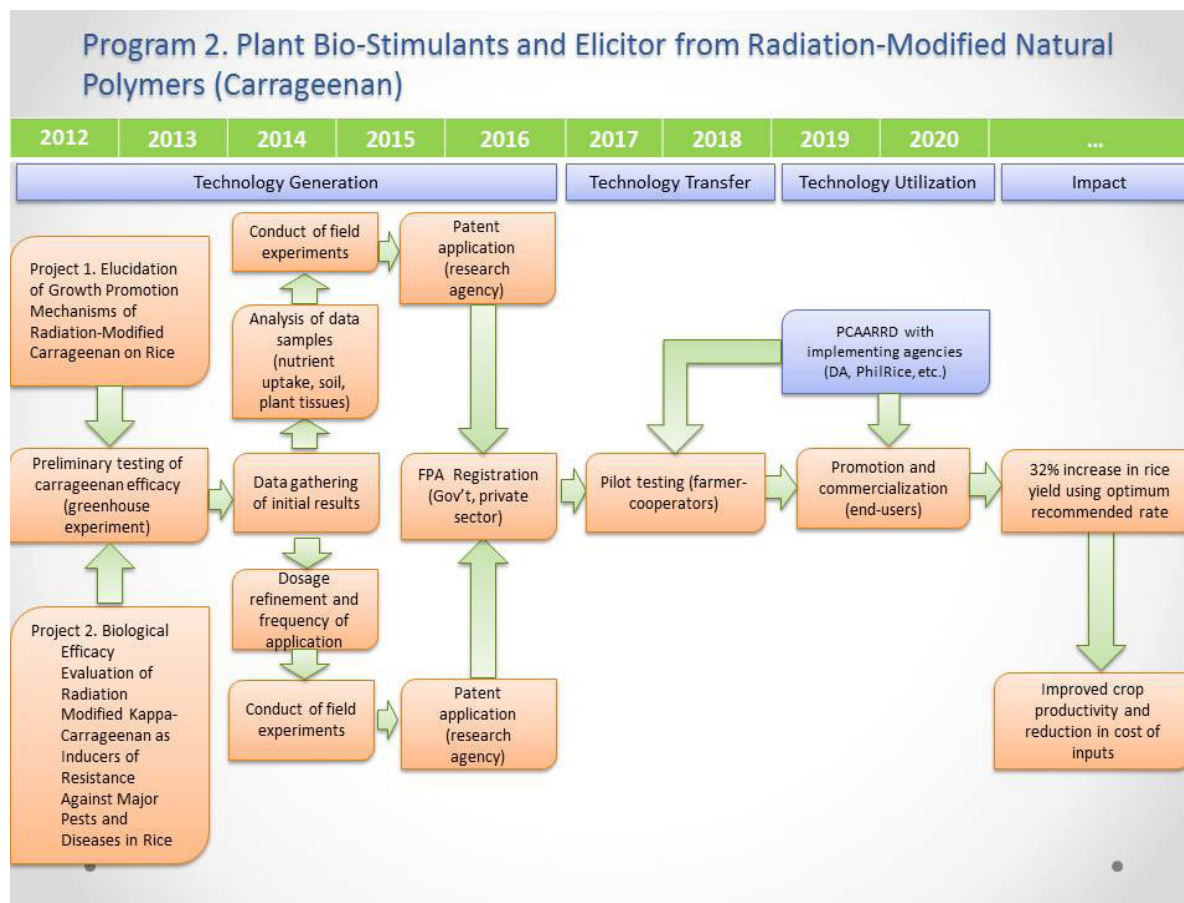 Program 2. Plant Bio-Stimulants and Elicitor from Radiation-Modified Natural
Polymers (Carrageenan)
2012
2013
2014
2015
2016
2017
2018
2019
2020
...
Technology Generation
Technology Transfer
Technology Utilization
Impact
Project 1. Elucidation
of Growth Promotion
Mechanisms of
Radiation-Modified
Carrageenan on Rice
Conduct of field
experiments
Patent
application
(research
agency)
Analysis of data
samples
(nutrient
uptake, soil,
plant tissues)
PCAARRD with
implementing agencies
(DA, PhilRice, etc.)
Preliminary testing of
carrageenan efficacy
(greenhouse
experiment)
Data gathering
of initial results
FPA Registration
(Gov't, private
sector)
Pilot testing (farmer-
cooperators)
Promotion and
commercialization
(end-users)
32% increase in rice
yield using optimum
recommended rate
Dosage
refinement and
frequency of
application
Project 2. Biological
Efficacy
Evaluation of
Radiation
Modified Kappa-
Carrageenan as
Inducers of
Resistance
Against Major
Pests and
Diseases in Rice
Conduct of field
experiments
Patent
application
(research
agency)
Improved crop
productivity and
reduction in cost of
inputs